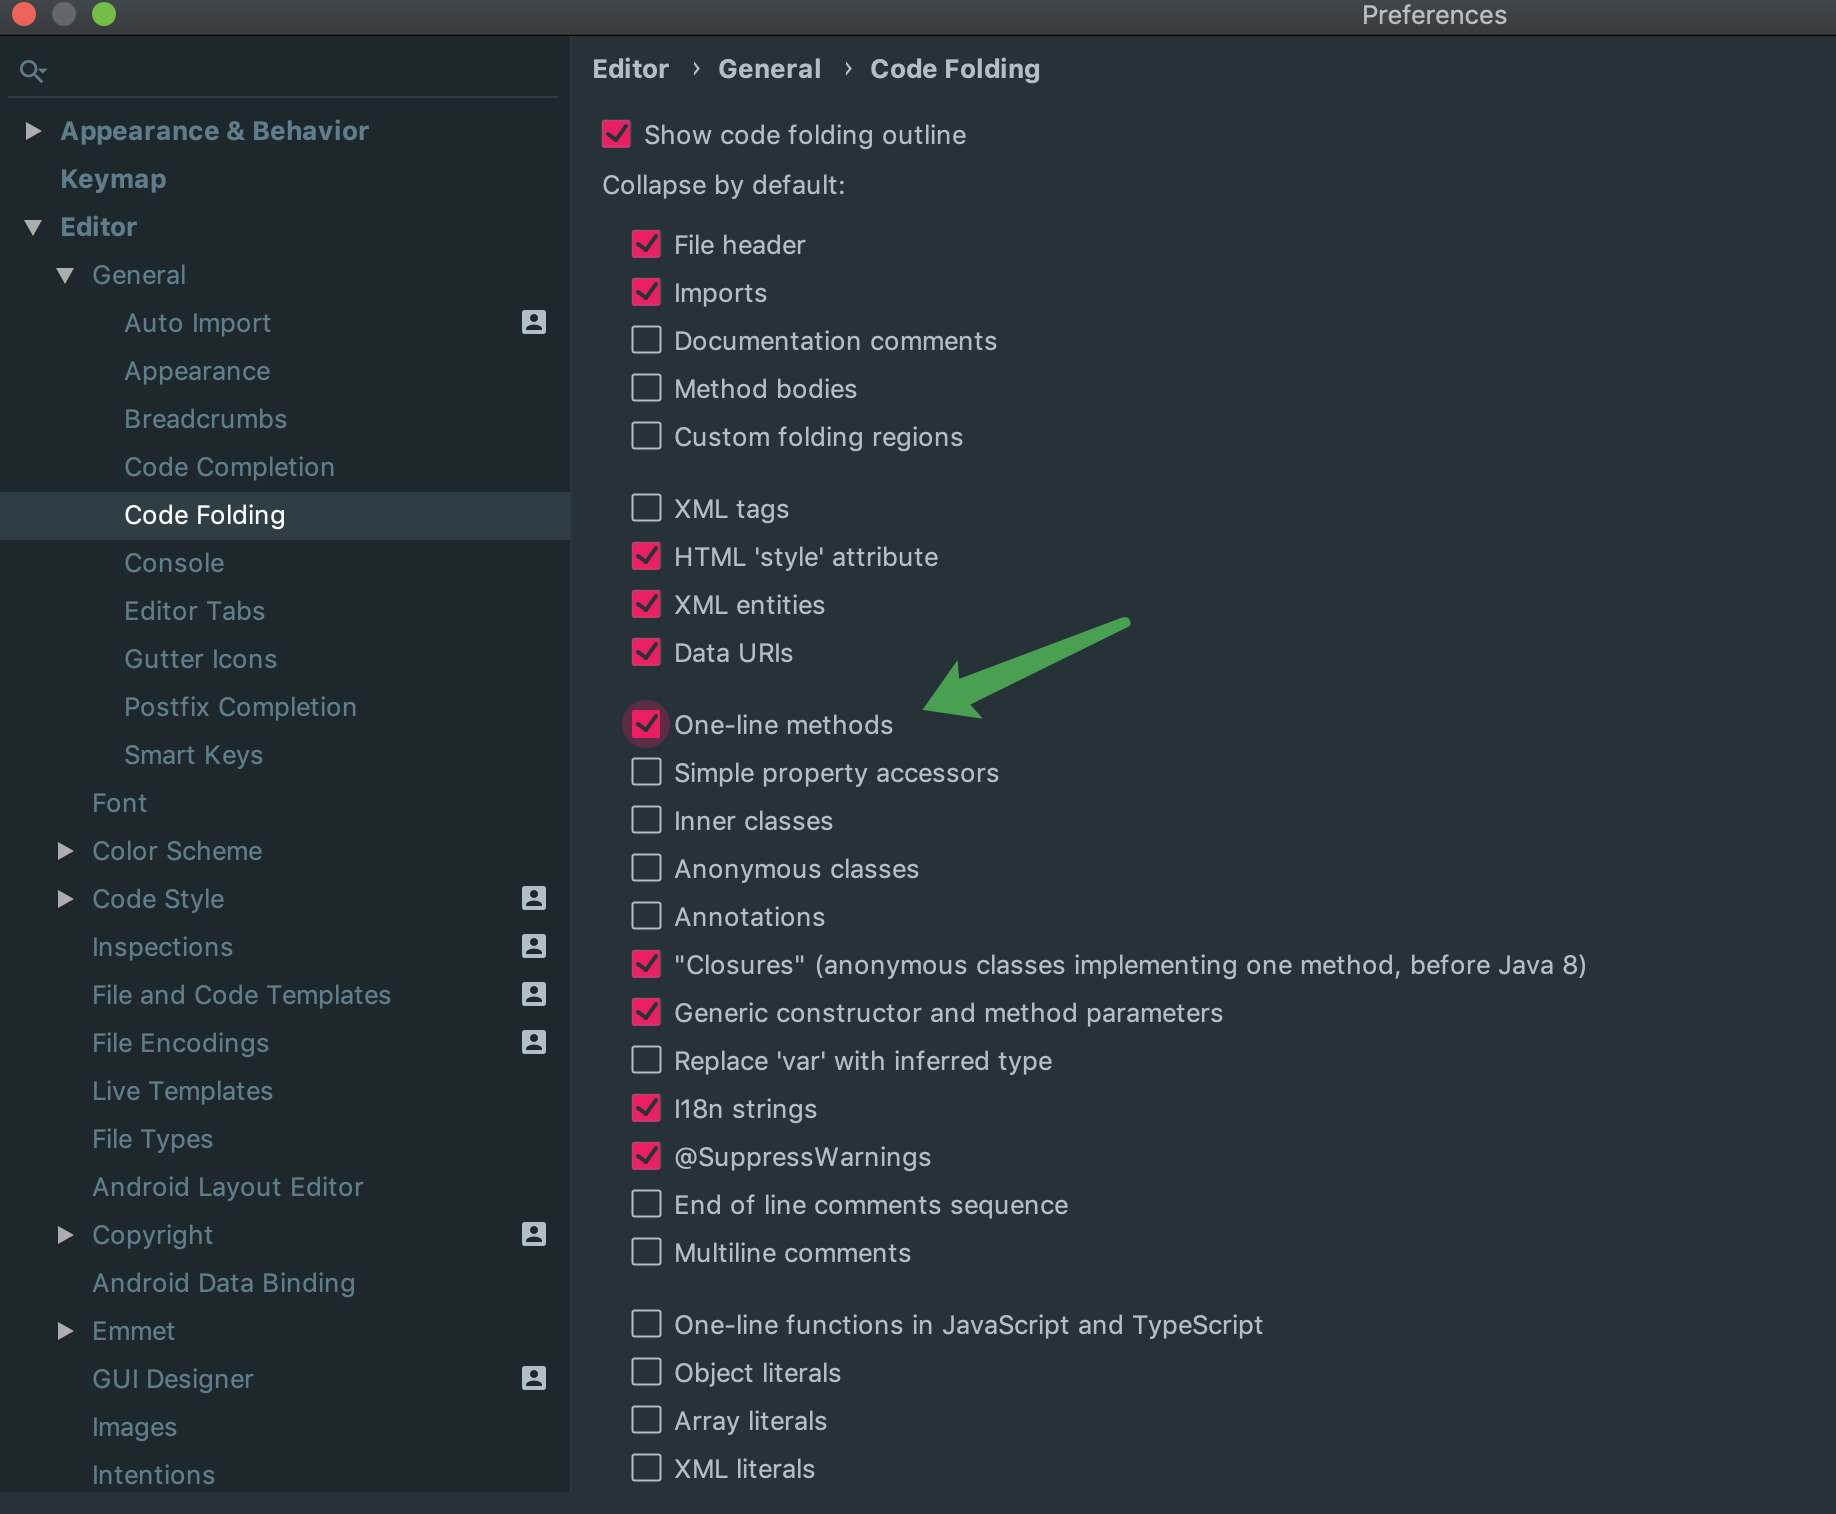 Preferences
Appearance & Behavior
Keymap
Editor
General
Auto Import
Appearance
Breadcrumbs
Code Completion
Code Folding
Console
Editor Tabs
Gutter Icons
Postfix Completion
Smart Keys
Font
Color Scheme
Code Style
Inspections
File and Code Templates
File Encodings
Live Templates
File Types
Android Layout Editor
Copyright
Android Data Binding
Emmet
GUI Designer
Images
Intentions
Editor › General › Code Folding
Show code folding outline
Collapse by default:
File header
Imports
Documentation comments
Method bodies
Custom folding regions
XML tags
HTML 'style' attribute
XML entities
Data URIs
One-line methods
Simple property accessors
Inner classes
Anonymous classes
Annotations
"Closures" (anonymous classes implementing one method, before Java 8)
Generic constructor and method parameters
Replace 'var' with inferred type
I18n strings
@SuppressWarnings
End of line comments sequence
Multiline comments
One-line functions in JavaScript and TypeScript
Object literals
Array literals
XML literals